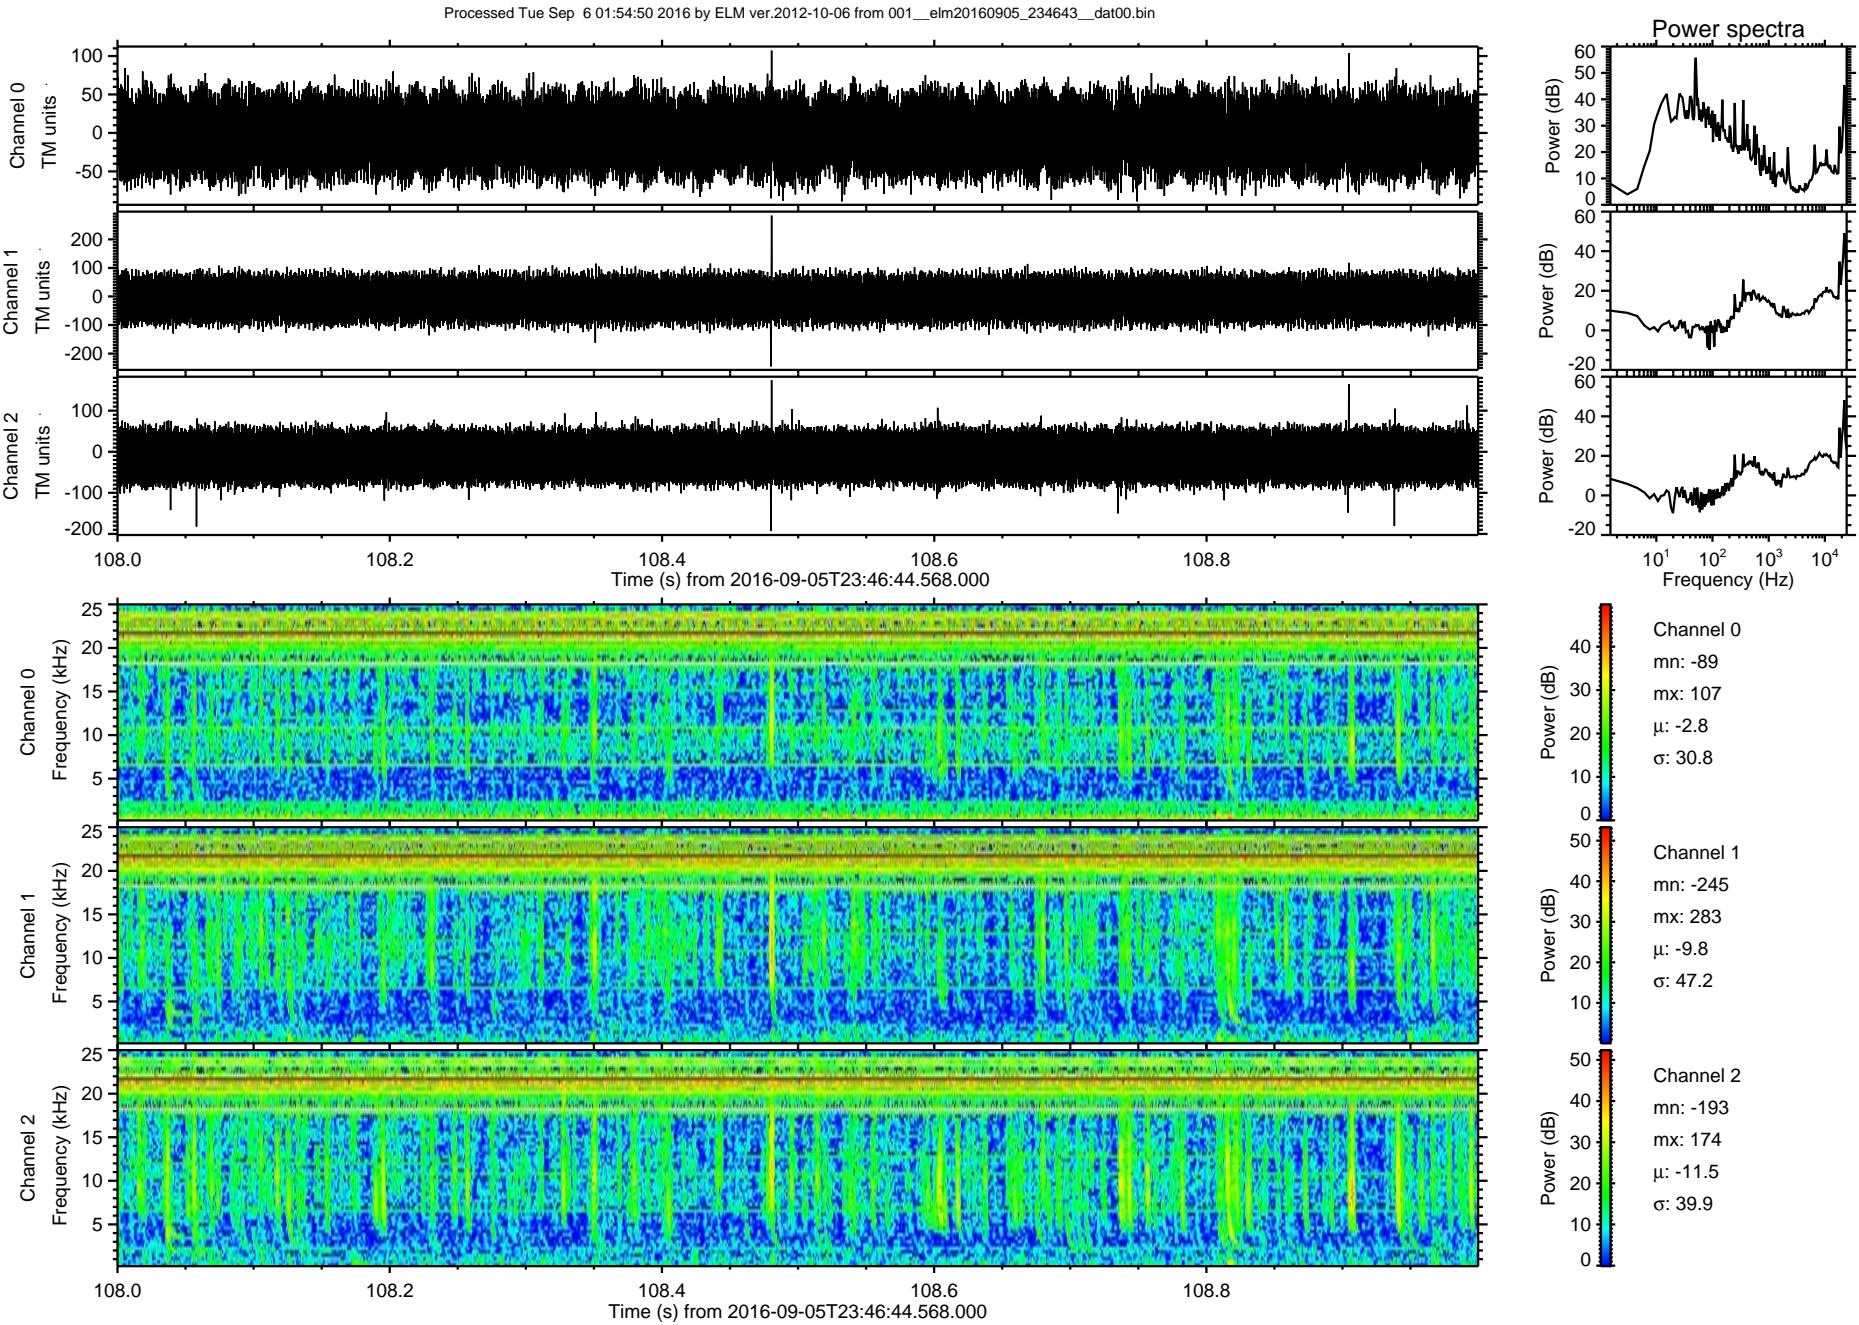 Processed Tue Sep  6 01:54:50 2016 by ELM ver.2012-10-06 from 001__elm20160905_234643__dat00.bin
Power spectra
Channel 0
TM units
100
50
0
-50
Power (dB)
60
50
40
30
20
10
0
Channel 1
TM units
200
100
0
-100
-200
Power (dB)
60
40
20
0
-20
Channel 2
TM units
100
0
-100
-200
Power (dB)
60
40
20
0
-20
108.0 108.2 108.4 108.6 108.8
Time (s) from 2016-09-05T23:46:44.568.000
10^1 10^2 10^3 10^4
Frequency (Hz)
Channel 0
Frequency (kHz)
25
20
15
10
5
Power (dB)
40
30
20
10
0
Channel 0
mn: -89
mx: 107
μ: -2.8
σ: 30.8
Channel 1
Frequency (kHz)
25
20
15
10
5
Power (dB)
50
40
30
20
10
Channel 1
mn: -245
mx: 283
μ: -9.8
σ: 47.2
Channel 2
Frequency (kHz)
25
20
15
10
5
Power (dB)
50
40
30
20
10
0
Channel 2
mn: -193
mx: 174
μ: -11.5
σ: 39.9
108.0 108.2 108.4 108.6 108.8
Time (s) from 2016-09-05T23:46:44.568.000